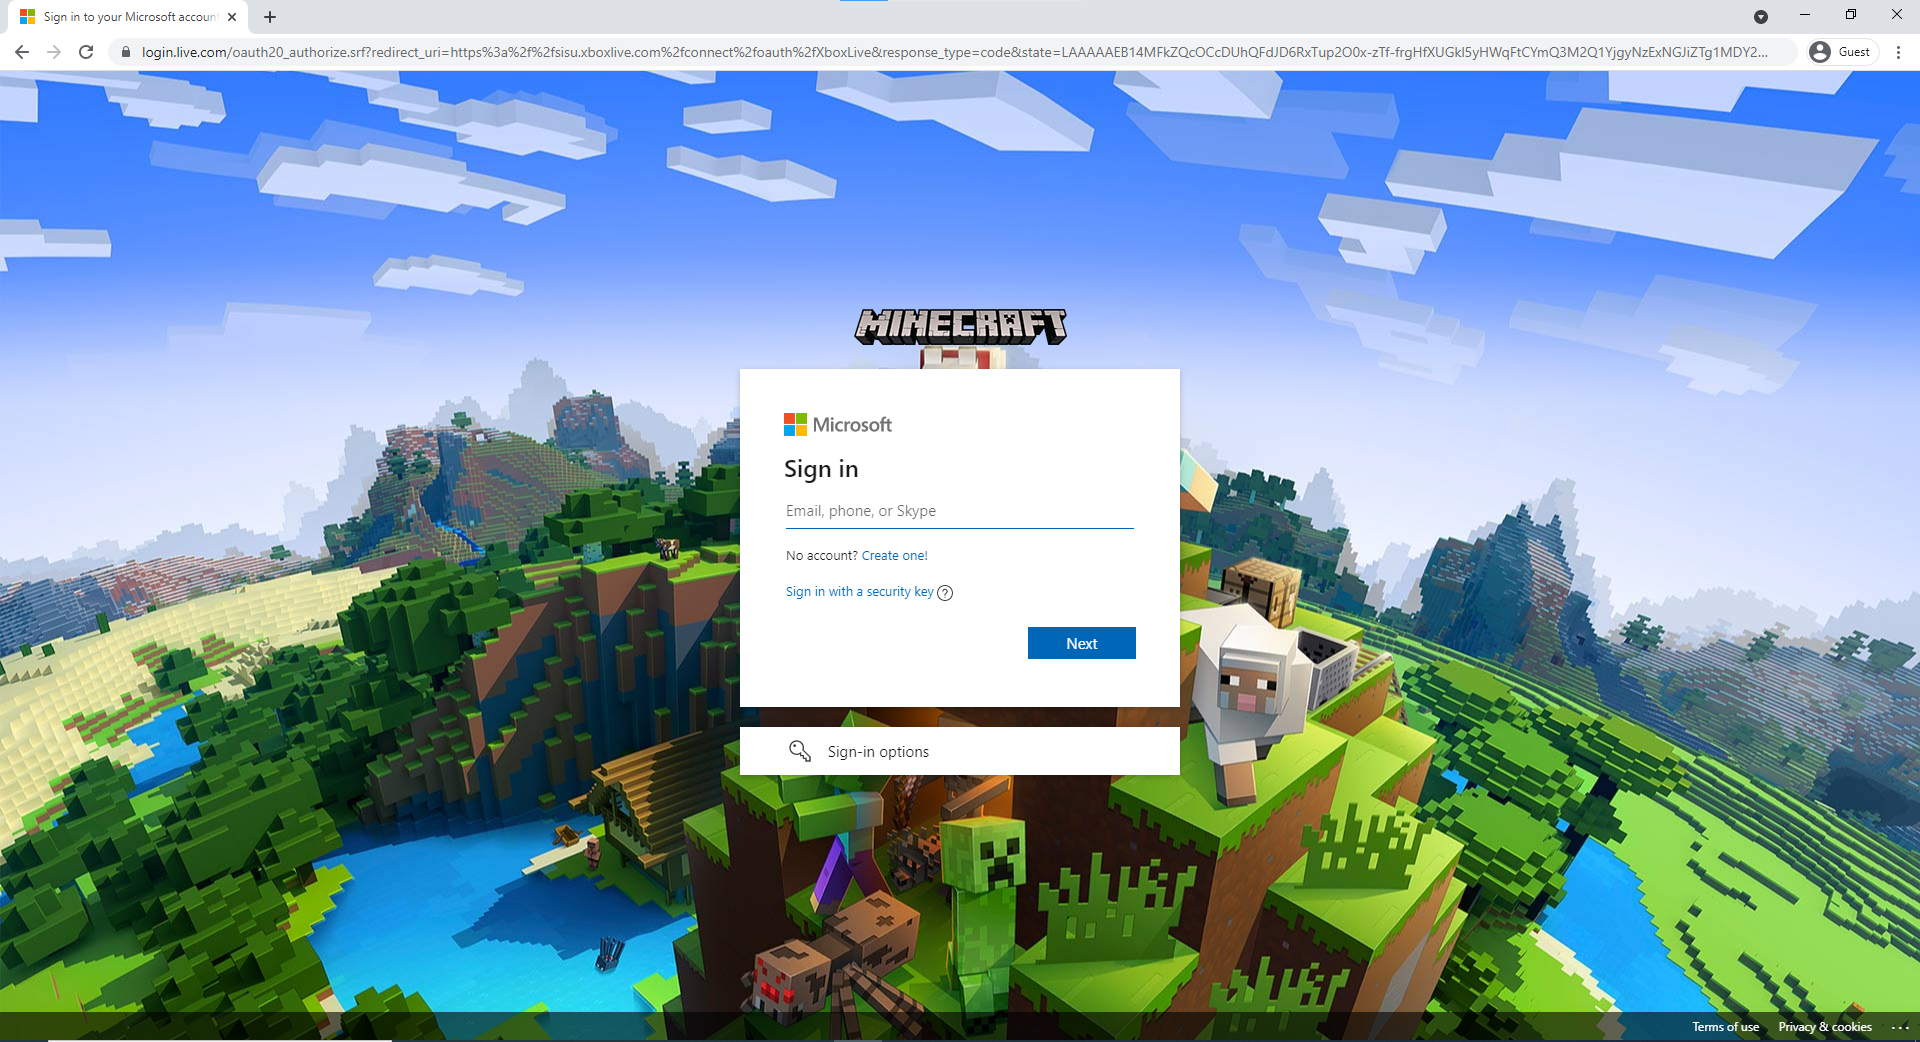 Sign in to your Microsoft accoun
login.live.com/oauth20_authorize.srf?redirect_uri=https%3a%2f%2fsisu.xboxlive.com%2fconnect%2foauth%2fXboxLive&response_type=code&state=LAAAAAEB14MFkZQcOCcDUhQFdJD6RxTup2O0x-zTf-frgHfXUGkI5yHWqFtCYmQ3M2Q1YjgyNzExNGJiZTg1MDY2...
Guest
MINECRAFT
Microsoft
Sign in
Email, phone, or Skype
No account? Create one!
Sign in with a security key
Next
Sign-in options
Terms of use Privacy & cookies ...